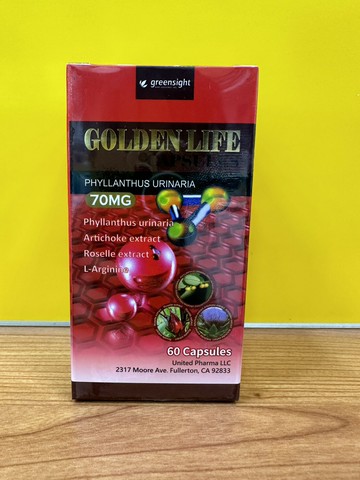 greensight
GOLDEN LIFE
CAPSULES
PHYLLANTHUS URINARIA
70MG
Phyllanthus urinaria
Artichoke extract
Roselle extract
L-Arginine
60 Capsules
United Pharma LLC
2317 Moore Ave. Fullerton, CA 92833